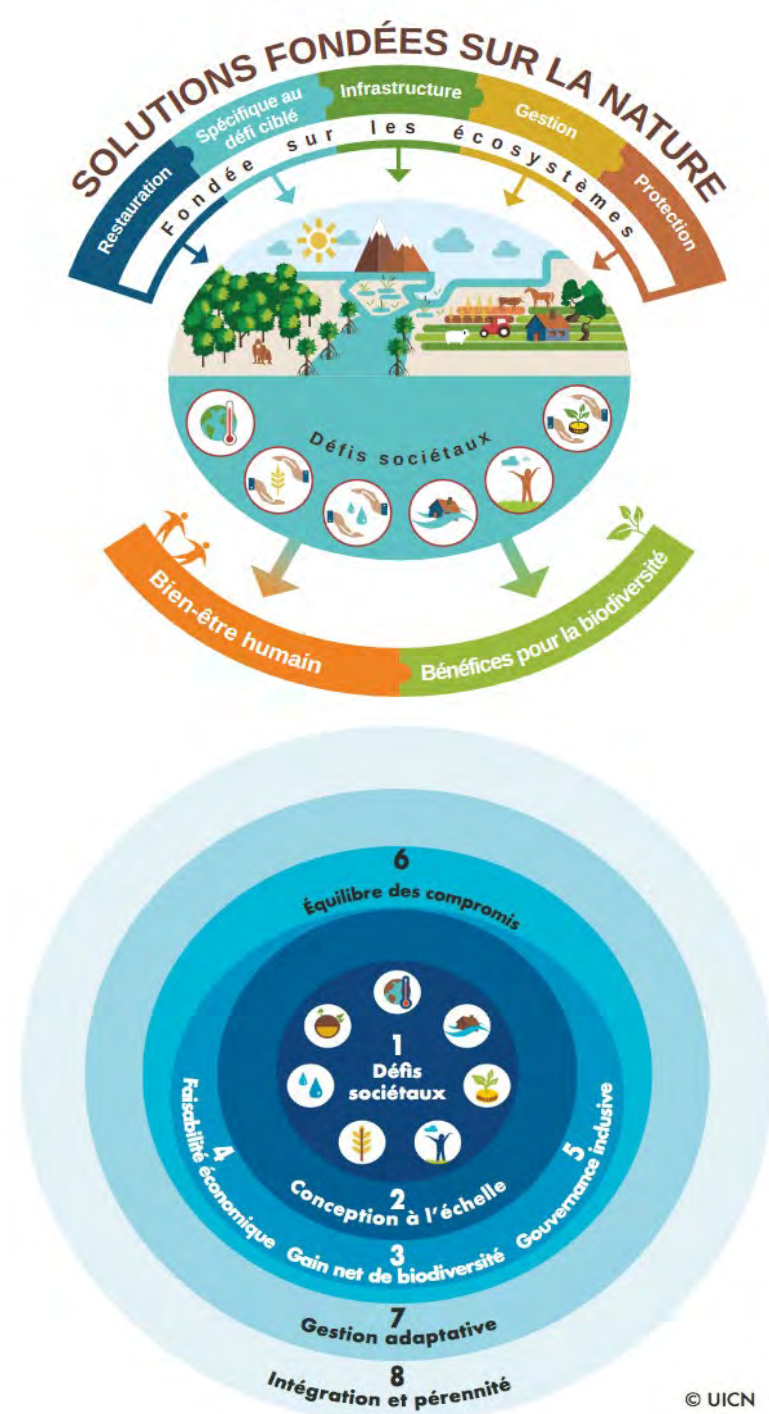 SOLUTIONS FONDÉES SUR LA NATURE
Restauration
Spécifique au
défi ciblé
Infrastructure
Gestion
Protection
Fondée sur les écosystèmes
Défis sociétaux
Bien-être humain
Bénéfices pour la biodiversité
6
Équilibre des compromis
1
Défis
sociétaux
4
Faisabilité économique
5
Gouvernance inclusive
2
Conception à l'échelle
3
Gain net de biodiversité
7
Gestion adaptative
8
Intégration et pérennité
© UICN